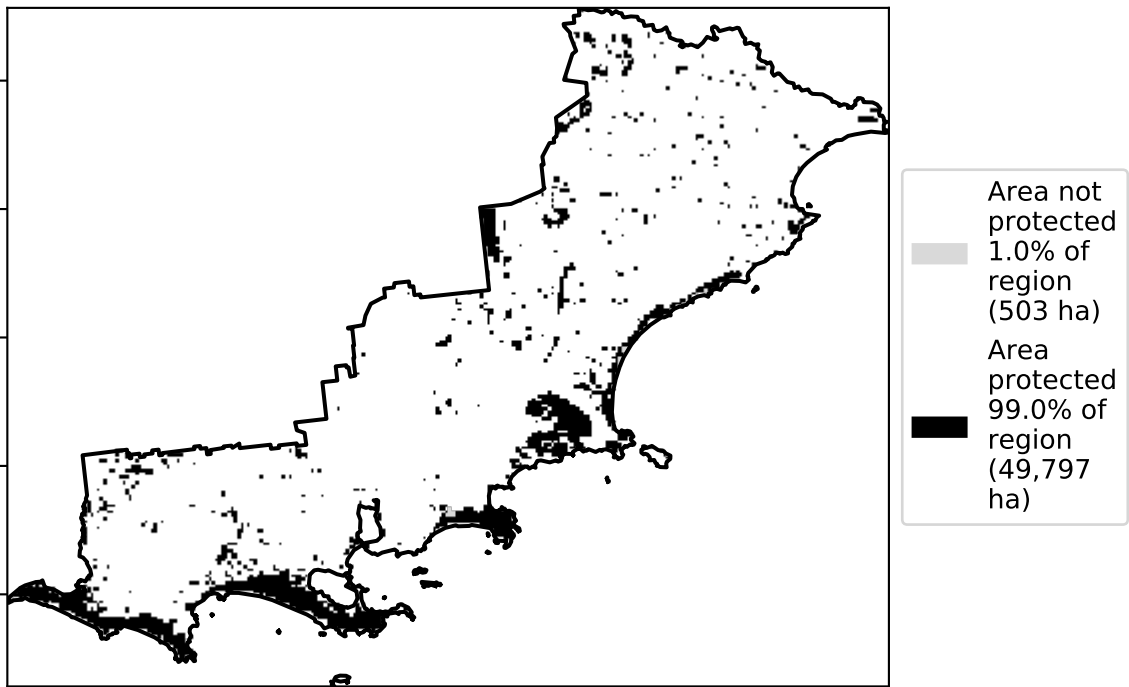 Area not
protected
1.0% of
region
(503 ha)
Area
protected
99.0% of
region
(49,797
ha)